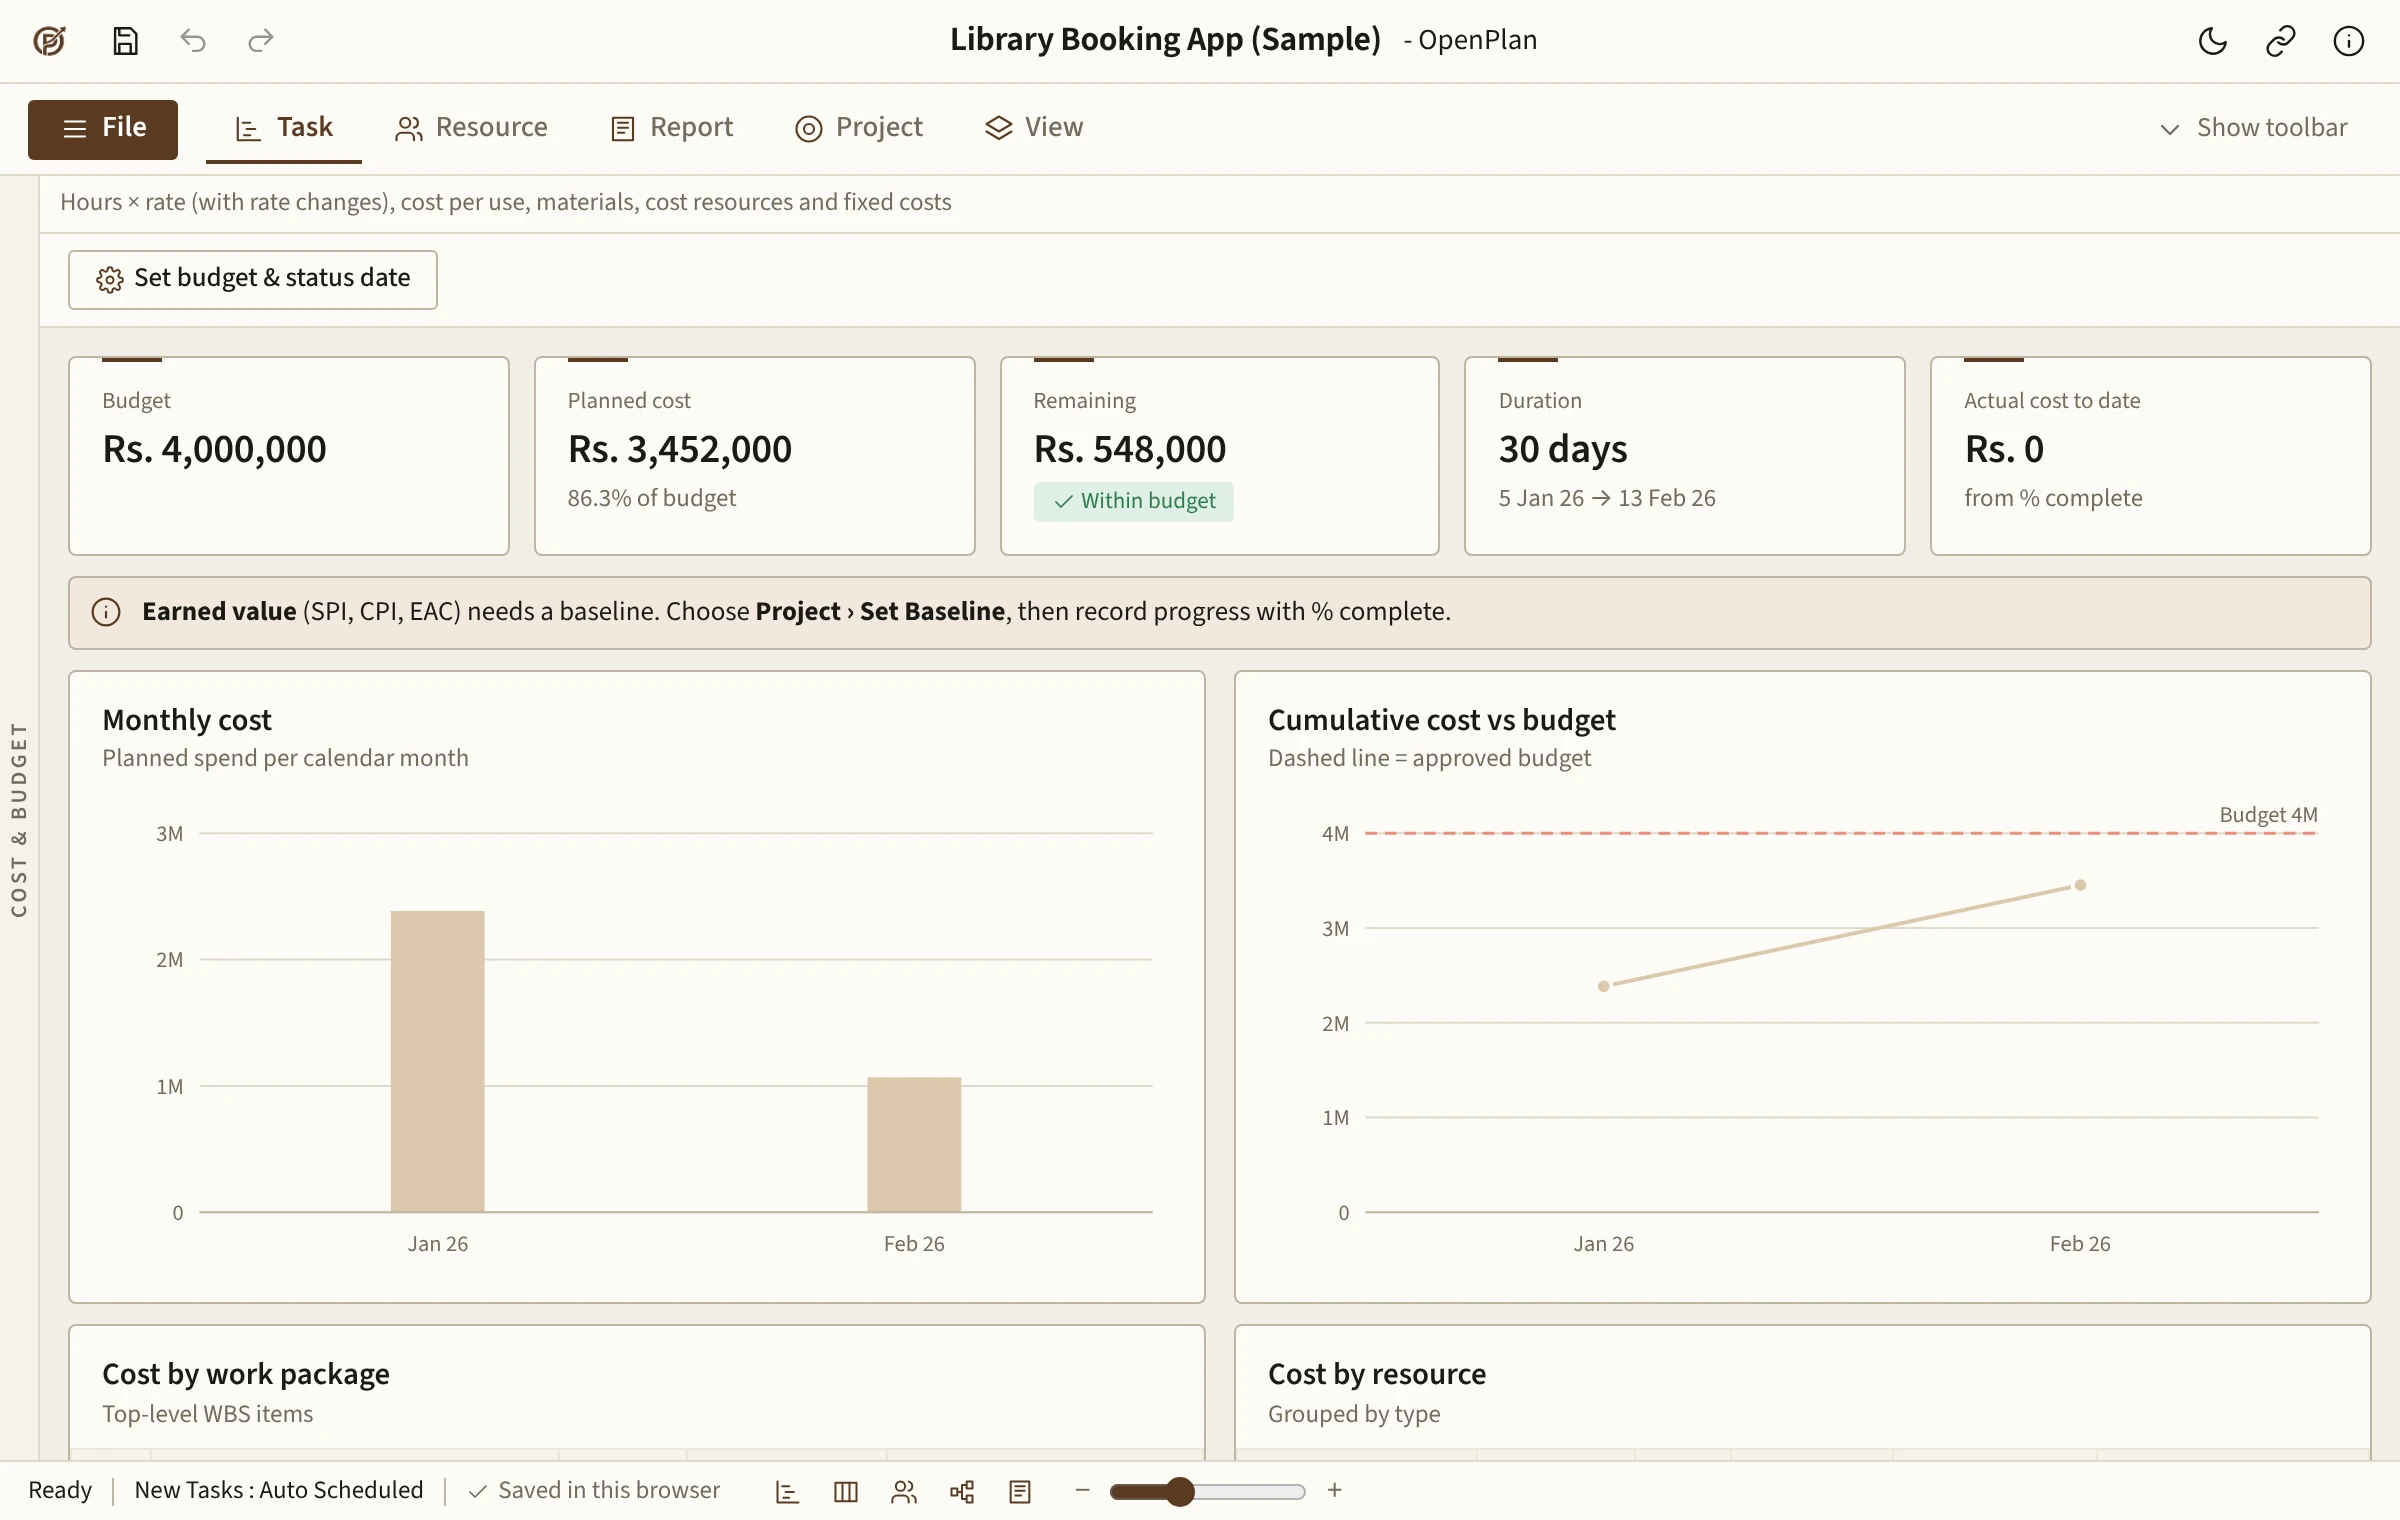 Library Booking App (Sample) - OpenPlan
File Task Resource Report Project View Show toolbar
Hours × rate (with rate changes), cost per use, materials, cost resources and fixed costs
Set budget & status date
COST & BUDGET
Budget
Rs. 4,000,000
Planned cost
Rs. 3,452,000
86.3% of budget
Remaining
Rs. 548,000
Within budget
Duration
30 days
5 Jan 26 → 13 Feb 26
Actual cost to date
Rs. 0
from % complete
Earned value (SPI, CPI, EAC) needs a baseline. Choose Project › Set Baseline, then record progress with % complete.
Monthly cost
Planned spend per calendar month
3M
2M
1M
0
Jan 26 Feb 26
Cumulative cost vs budget
Dashed line = approved budget
Budget 4M
4M
3M
2M
1M
0
Jan 26 Feb 26
Cost by work package
Top-level WBS items
Cost by resource
Grouped by type
Ready New Tasks : Auto Scheduled Saved in this browser − +